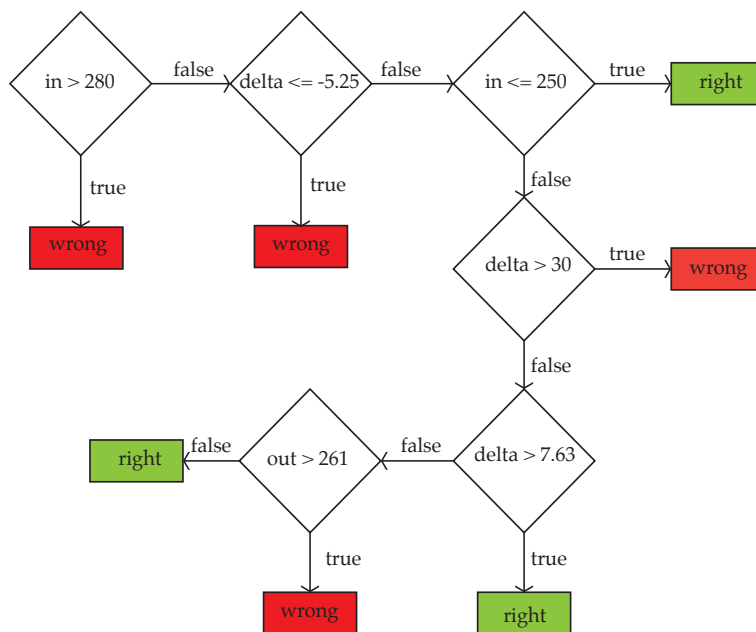 in > 280
false
delta <= -5.25
false
in <= 250
true
right
true
wrong
true
wrong
false
delta > 30
true
wrong
false
right
false
out > 261
false
delta > 7.63
true
wrong
true
right